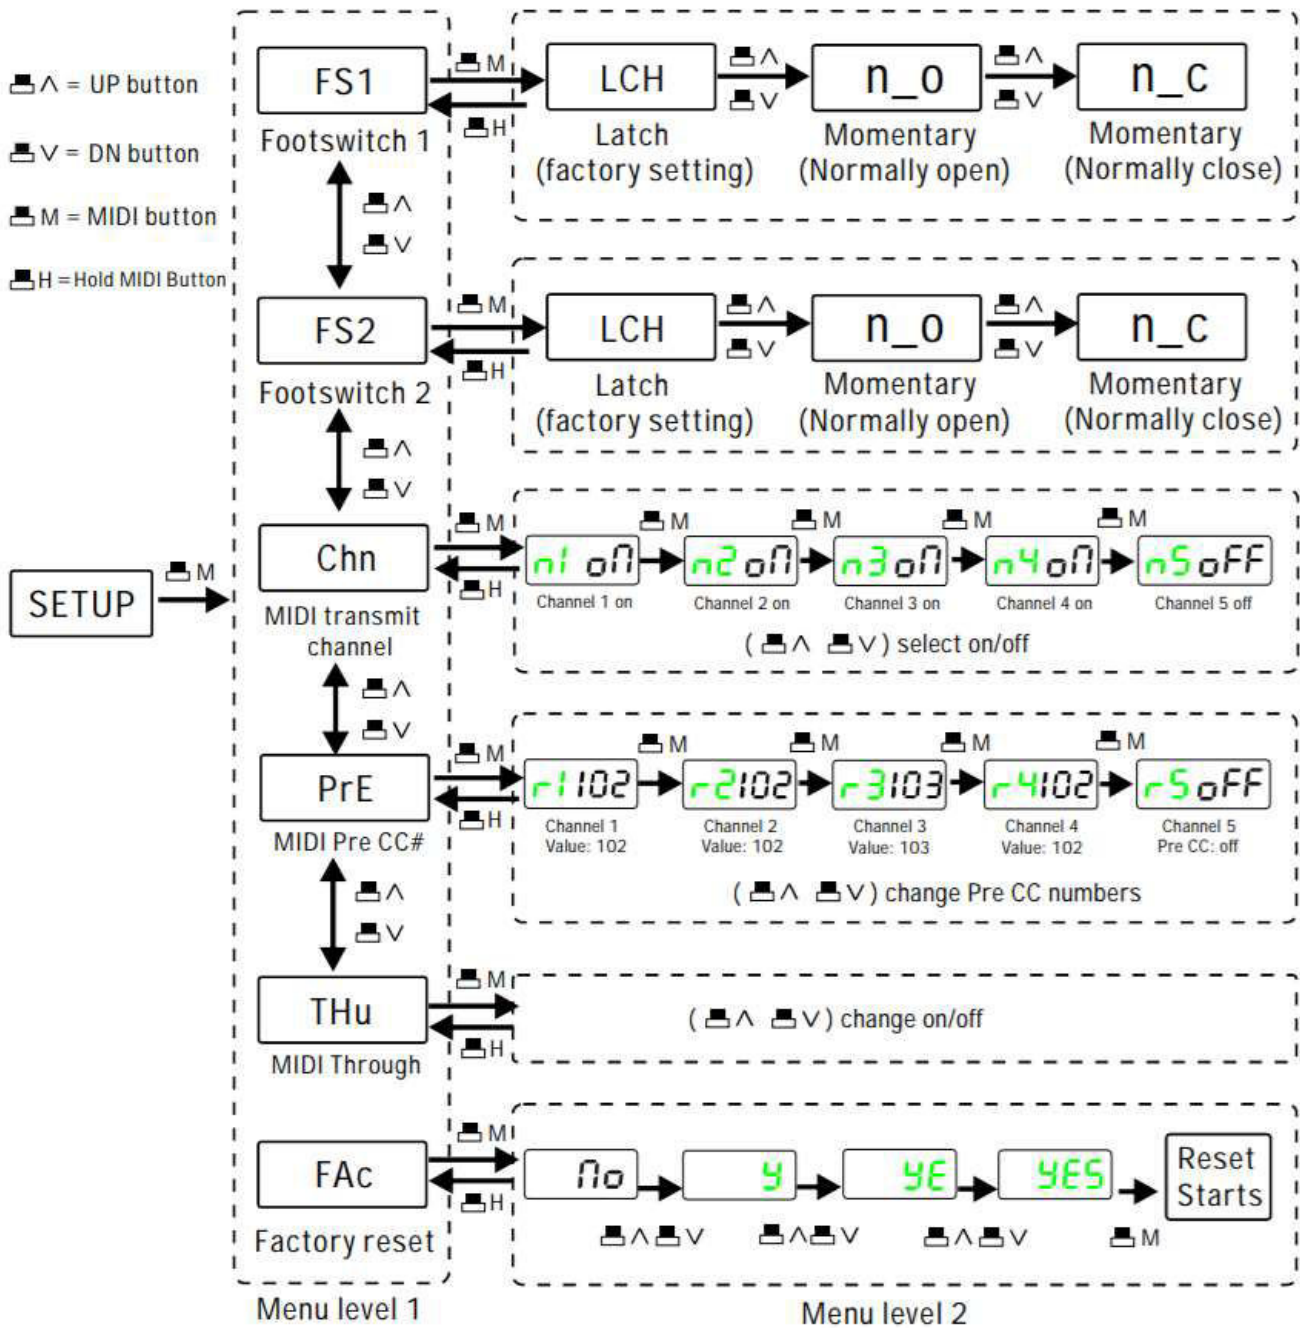 ∧ = UP button
∨ = DN button
M = MIDI button
H = Hold MIDI Button
SETUP
M
FS1
Footswitch 1
M
H
LCH
Latch
(factory setting)
∧
∨
n_o
Momentary
(Normally open)
∧
∨
n_c
Momentary
(Normally close)
∧
∨
FS2
Footswitch 2
M
H
LCH
Latch
(factory setting)
∧
∨
n_o
Momentary
(Normally open)
∧
∨
n_c
Momentary
(Normally close)
∧
∨
Chn
MIDI transmit
channel
M
H
n1 on
Channel 1 on
M
n2 on
Channel 2 on
M
n3 on
Channel 3 on
M
n4 on
Channel 4 on
M
n5 oFF
Channel 5 off
( ∧ ∨ ) select on/off
∧
∨
PrE
MIDI Pre CC#
M
H
r1 102
Channel 1
Value: 102
M
r2 102
Channel 2
Value: 102
M
r3 103
Channel 3
Value: 103
M
r4 102
Channel 4
Value: 102
M
r5 oFF
Channel 5
Pre CC: off
( ∧ ∨ ) change Pre CC numbers
∧
∨
THu
MIDI Through
M
H
( ∧ ∨ ) change on/off
FAc
Factory reset
M
H
No
∧ ∨
y
∧ ∨
yE
∧ ∨
yES
M
Reset
Starts
Menu level 1
Menu level 2